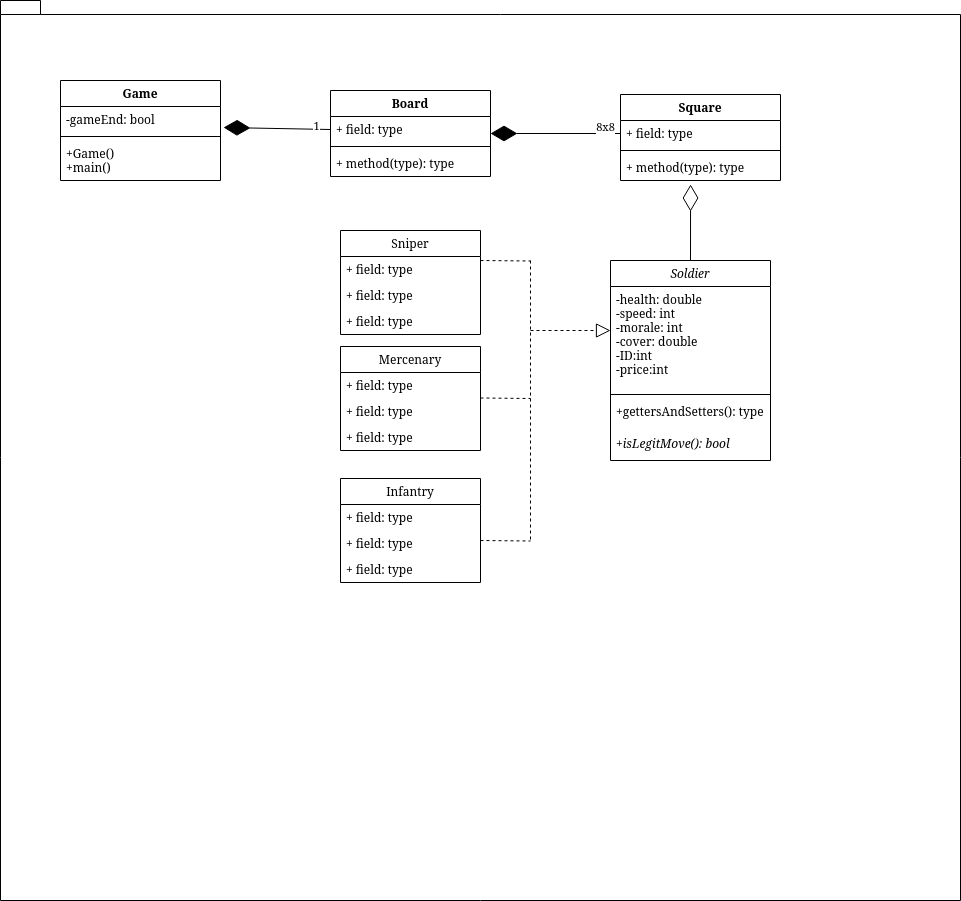 Game
-gameEnd: bool
+Game()
+main()
1
Board
+ field: type
+ method(type): type
8x8
Square
+ field: type
+ method(type): type
Sniper
+ field: type
+ field: type
+ field: type
Mercenary
+ field: type
+ field: type
+ field: type
Infantry
+ field: type
+ field: type
+ field: type
Soldier
-health: double
-speed: int
-morale: int
-cover: double
-ID:int
-price:int
+gettersAndSetters(): type
+isLegitMove(): bool